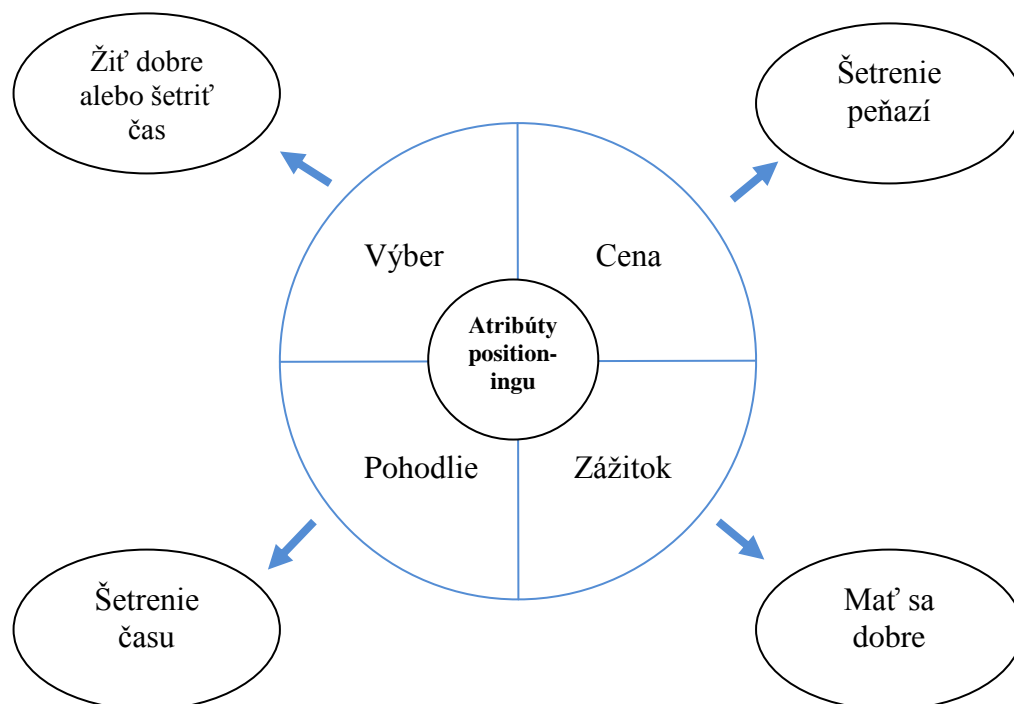 Žiť dobre
alebo šetriť
čas
Šetrenie
peňazí
Výber
Cena
Atribúty
position-
ingu
Pohodlie
Zážitok
Šetrenie
času
Mať sa
dobre